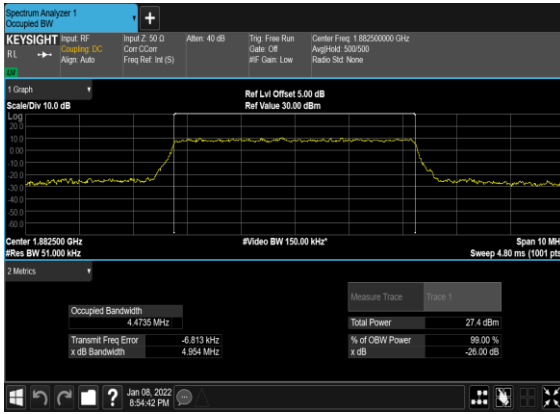 Spectrum Analyzer 1
Occupied BW
KEYSIGHT
RL
Input: RF
Coupling: DC
Align: Auto
Input Z: 50 Ω
Corr CCorr
Freq Ref: Int (S)
Atten: 40 dB
Trig: Free Run
Gate: Off
#IF Gain: Low
Center Freq: 1.882500000 GHz
Avg|Hold: 500/500
Radio Std: None
1 Graph
Scale/Div 10.0 dB
Ref Lvl Offset 5.00 dB
Ref Value 30.00 dBm
Log
20.0
10.0
0.00
-10.0
-20.0
-30.0
-40.0
-50.0
-60.0
Center 1.882500 GHz
#Res BW 51.000 kHz
#Video BW 150.00 kHz*
Span 10 MH
Sweep 4.80 ms (1001 pts
2 Metrics
Measure Trace
Trace 1
Occupied Bandwidth
4.4735 MHz
Total Power
27.4 dBm
Transmit Freq Error
-6.813 kHz
% of OBW Power
99.00 %
x dB Bandwidth
4.954 MHz
x dB
-26.00 dB
?
Jan 08, 2022
8:54:42 PM